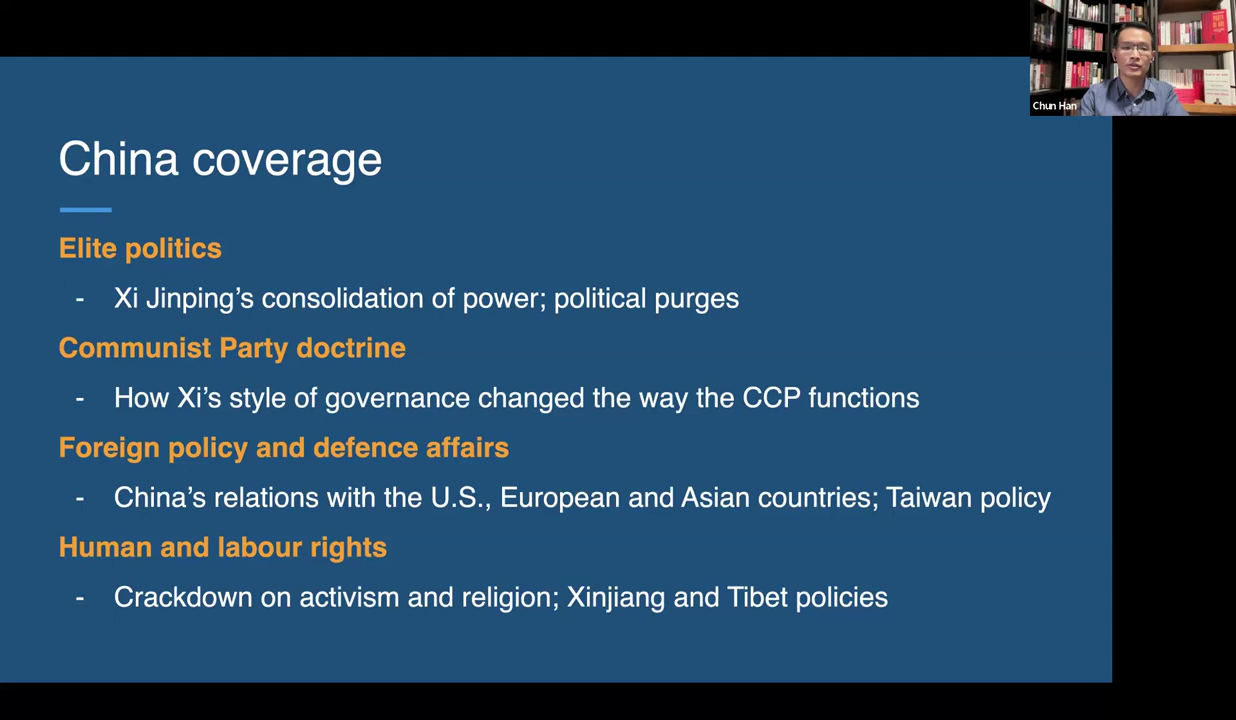 China coverage
Elite politics
- Xi Jinping’s consolidation of power; political purges
Communist Party doctrine
- How Xi’s style of governance changed the way the CCP functions
Foreign policy and defence affairs
- China’s relations with the U.S., European and Asian countries; Taiwan policy
Human and labour rights
- Crackdown on activism and religion; Xinjiang and Tibet policies
Chun Han